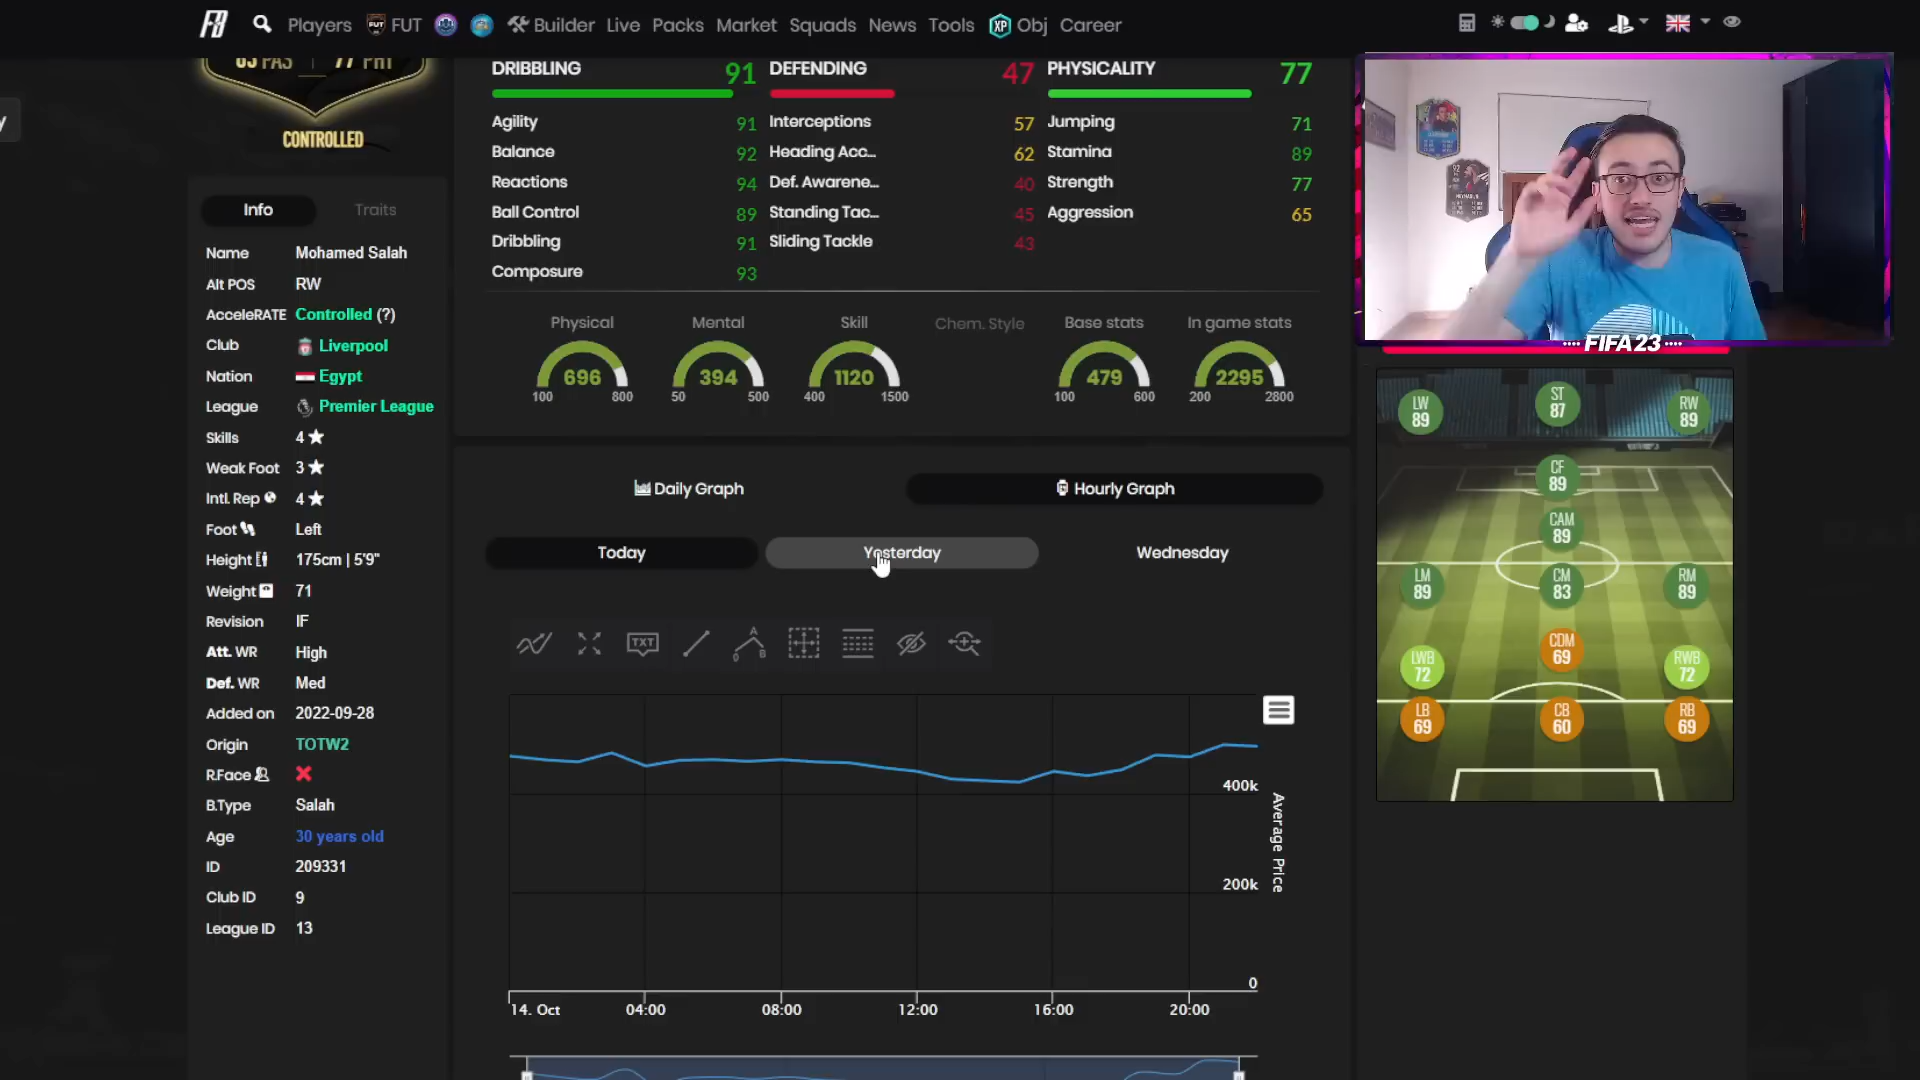 Players FUT Builder Live Packs Market Squads News Tools XP Obj Career
77 PHY
CONTROLLED
y
Info Traits
Name Mohamed Salah
Alt POS RW
AcceleRATE Controlled (?)
Club Liverpool
Nation Egypt
League Premier League
Skills 4
Weak Foot 3
Intl. Rep 4
Foot Left
Height 175cm | 5'9"
Weight 71
Revision IF
Att. WR High
Def. WR Med
Added on 2022-09-28
Origin TOTW2
R.Face
B.Type Salah
Age 30 years old
ID 209331
Club ID 9
League ID 13
DRIBBLING 91
Agility 91
Balance 92
Reactions 94
Ball Control 89
Dribbling 91
Composure 93
DEFENDING 47
Interceptions 57
Heading Acc... 62
Def. Awarene... 40
Standing Tac... 45
Sliding Tackle 43
PHYSICALITY 77
Jumping 71
Stamina 89
Strength 77
Aggression 65
Physical Mental Skill Chem. Style Base stats In game stats
696 394 1120 479 2295
100 800 50 500 400 1500 100 600 200 2800
Daily Graph Hourly Graph
Today Yesterday Wednesday
TXT
A
0 B
400k
200k
0
Average Price
14. Oct 04:00 08:00 12:00 16:00 20:00
FIFA 23
LW 89
ST 87
RW 89
CF 89
CAM 89
LM 89
CM 83
RM 89
CDM 69
LWB 72
RWB 72
LB 69
CB 60
RB 69